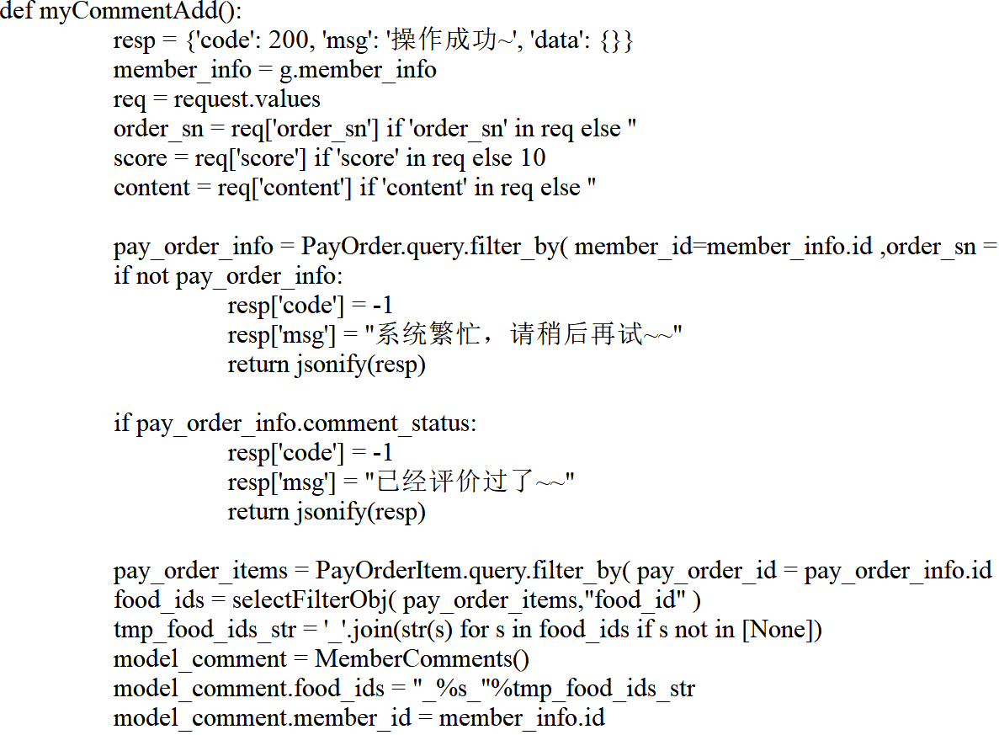 def myCommentAdd():
resp = {'code': 200, 'msg': '操作成功~', 'data': {}}
member_info = g.member_info
req = request.values
order_sn = req['order_sn'] if 'order_sn' in req else ''
score = req['score'] if 'score' in req else 10
content = req['content'] if 'content' in req else ''
pay_order_info = PayOrder.query.filter_by( member_id=member_info.id ,order_sn =
if not pay_order_info:
resp['code'] = -1
resp['msg'] = "系统繁忙，请稍后再试~~"
return jsonify(resp)
if pay_order_info.comment_status:
resp['code'] = -1
resp['msg'] = "已经评价过了~~"
return jsonify(resp)
pay_order_items = PayOrderItem.query.filter_by( pay_order_id = pay_order_info.id
food_ids = selectFilterObj( pay_order_items,"food_id" )
tmp_food_ids_str = '_'.join(str(s) for s in food_ids if s not in [None])
model_comment = MemberComments()
model_comment.food_ids = "_%s_"%tmp_food_ids_str
model_comment.member_id = member_info.id